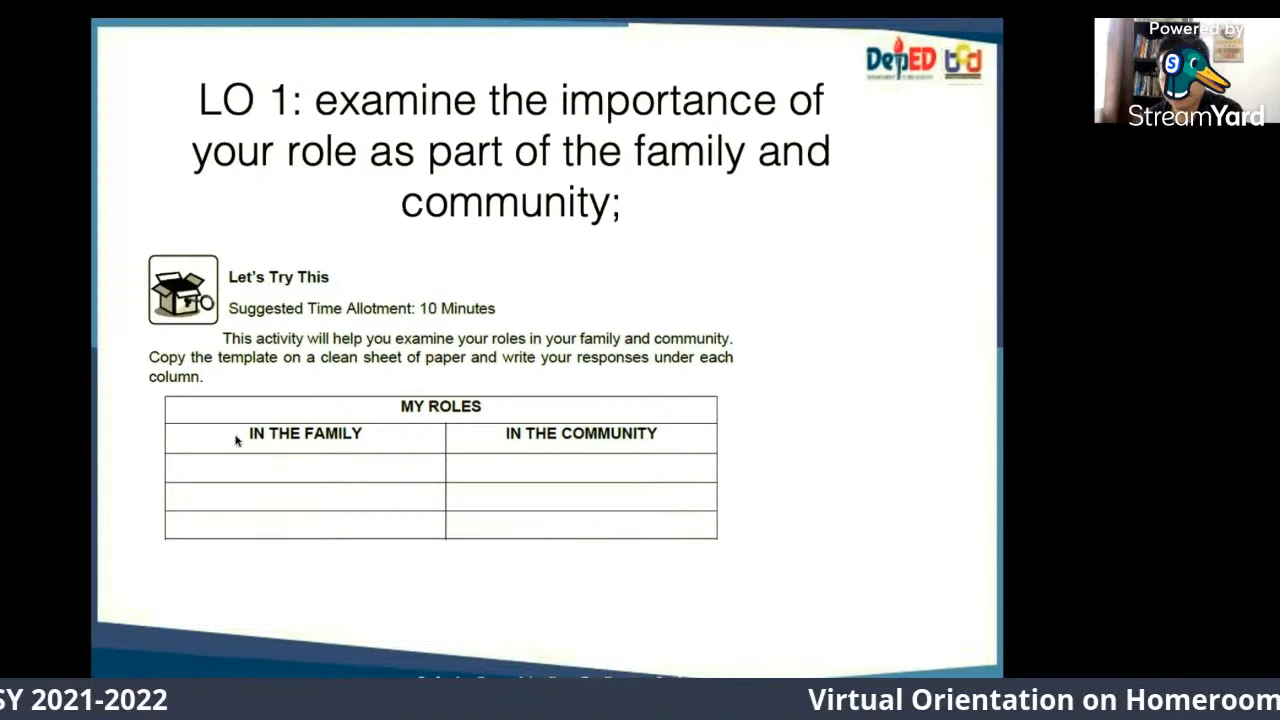 Powered by
S
StreamYard
DepED
LO 1: examine the importance of
your role as part of the family and
community;
Let's Try This
Suggested Time Allotment: 10 Minutes
This activity will help you examine your roles in your family and community.
Copy the template on a clean sheet of paper and write your responses under each
column.
MY ROLES
IN THE FAMILY
IN THE COMMUNITY
SY 2021-2022
Virtual Orientation on Homeroom